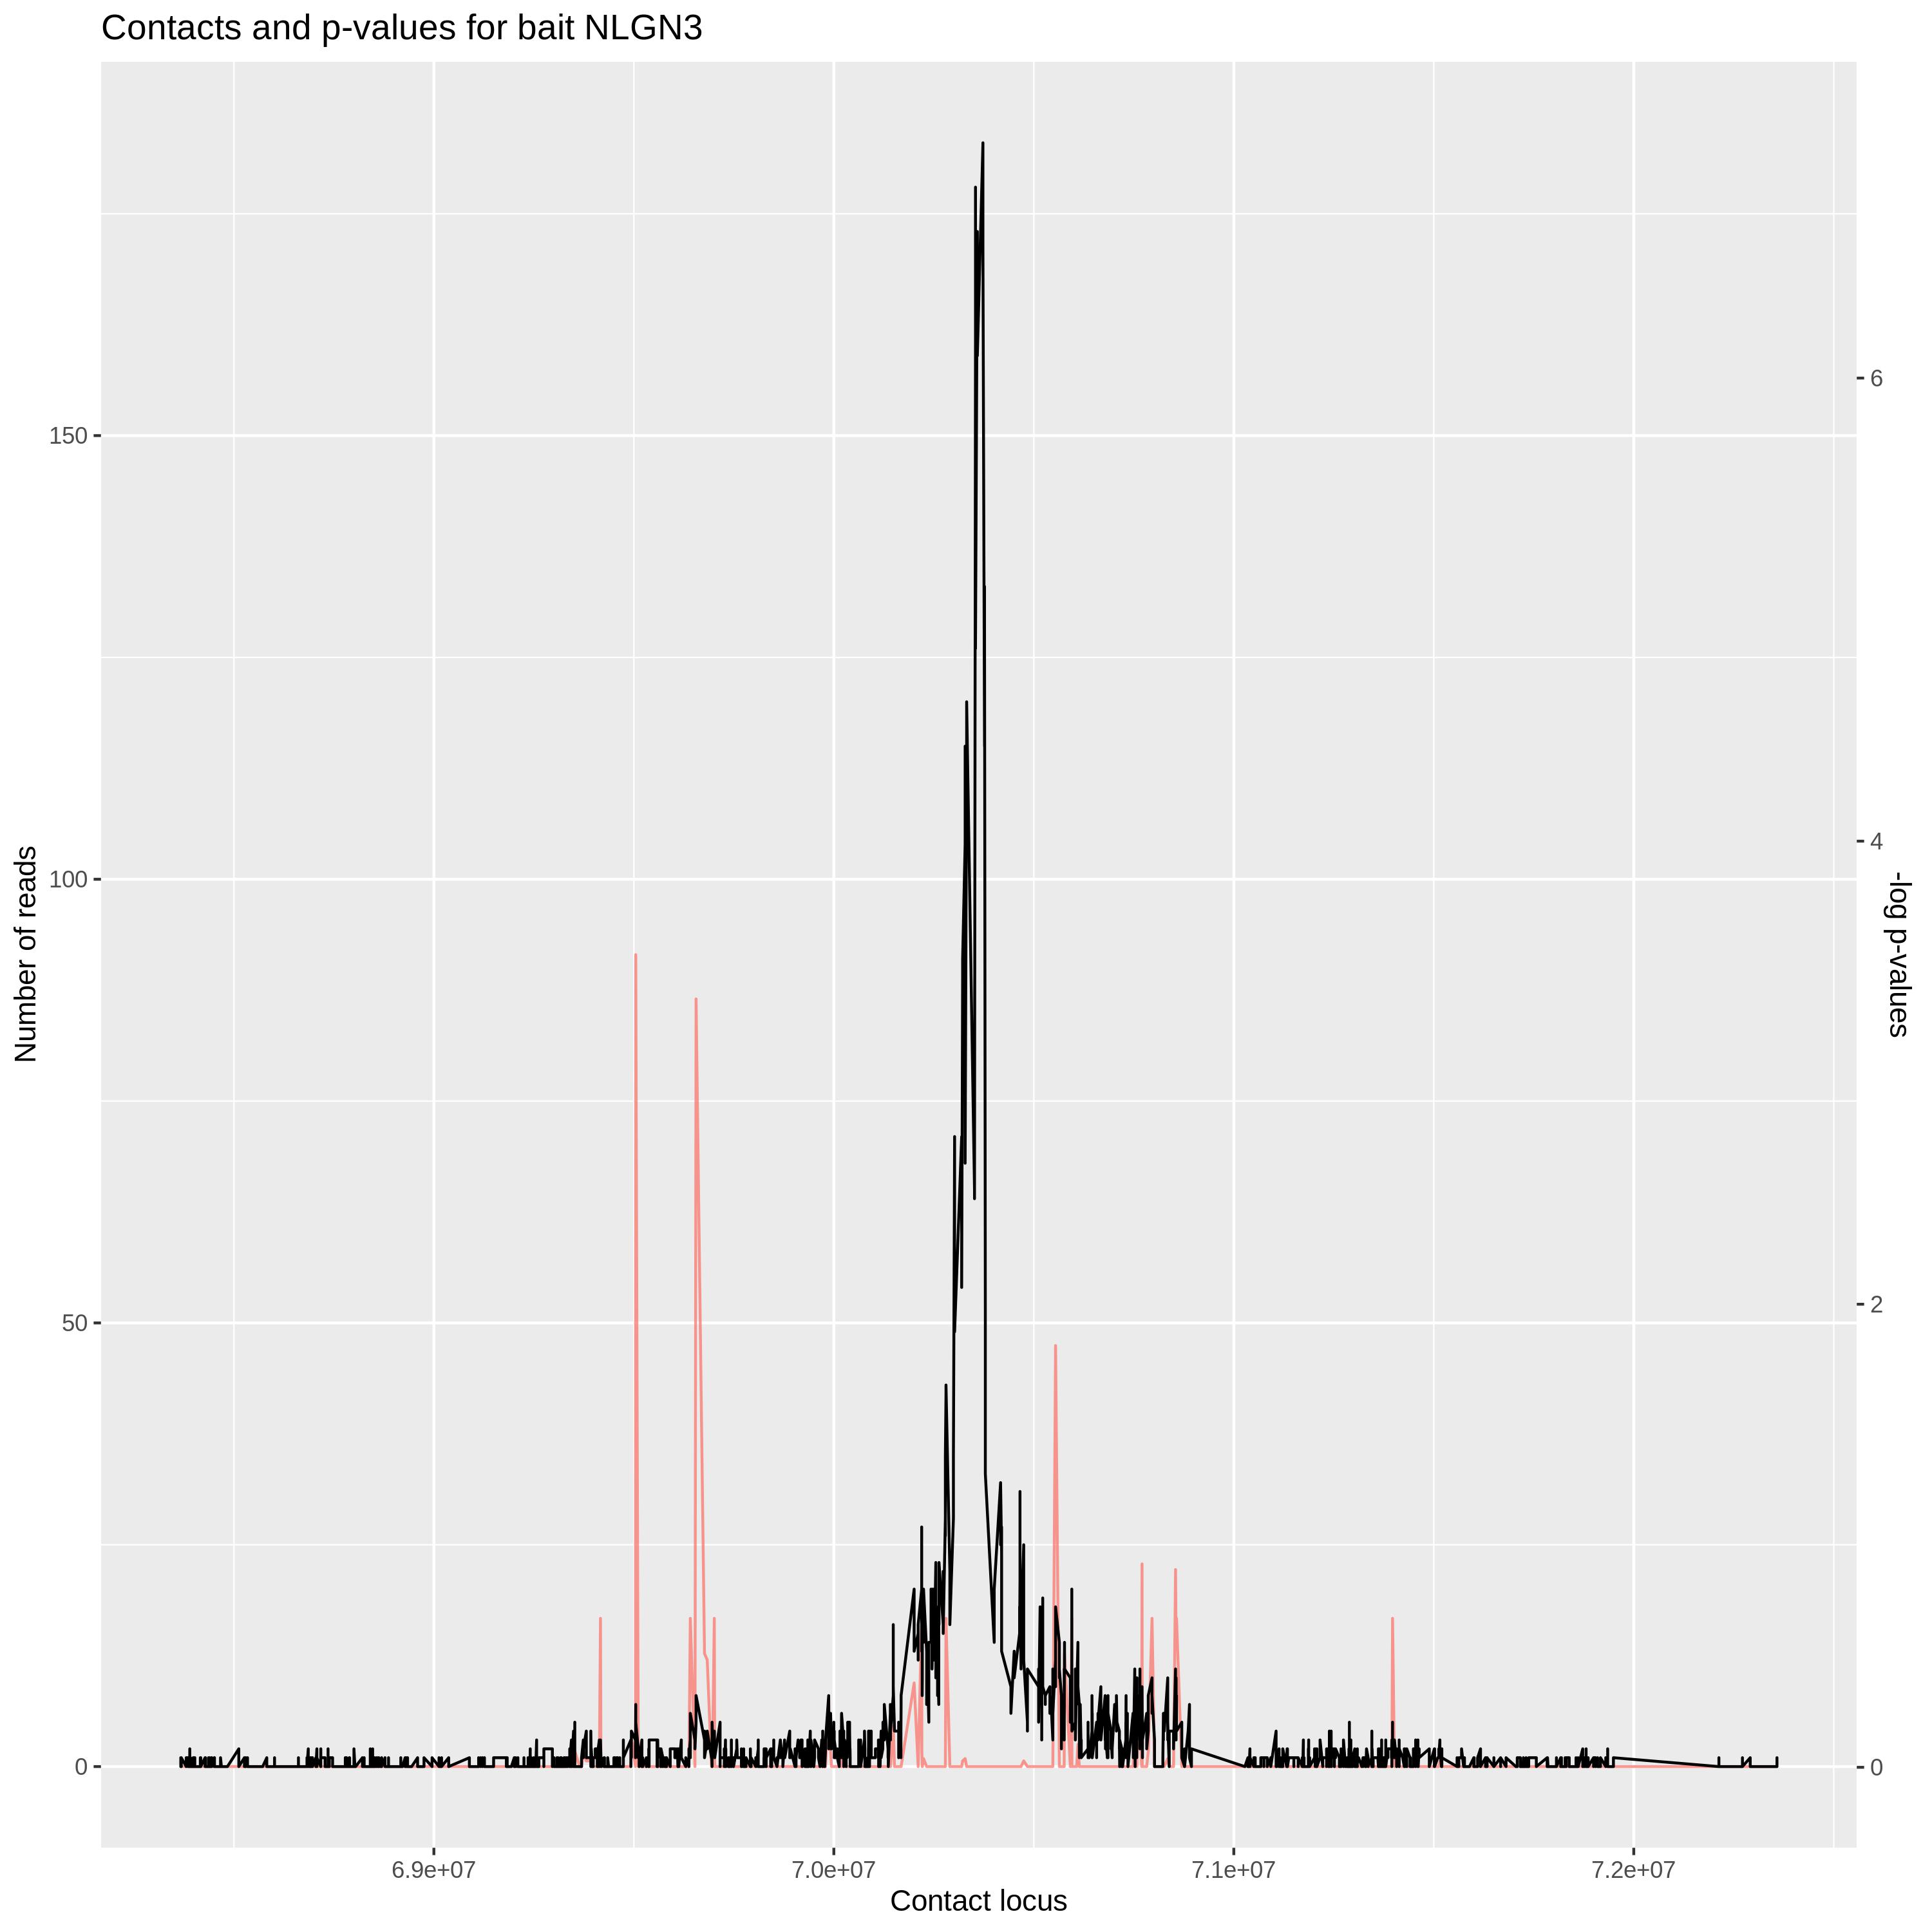 Contacts and p-values for bait NLGN3
150
100
50
0
Number of reads
6
4
2
0
-log p-values
6.9e+07
7.0e+07
7.1e+07
7.2e+07
Contact locus